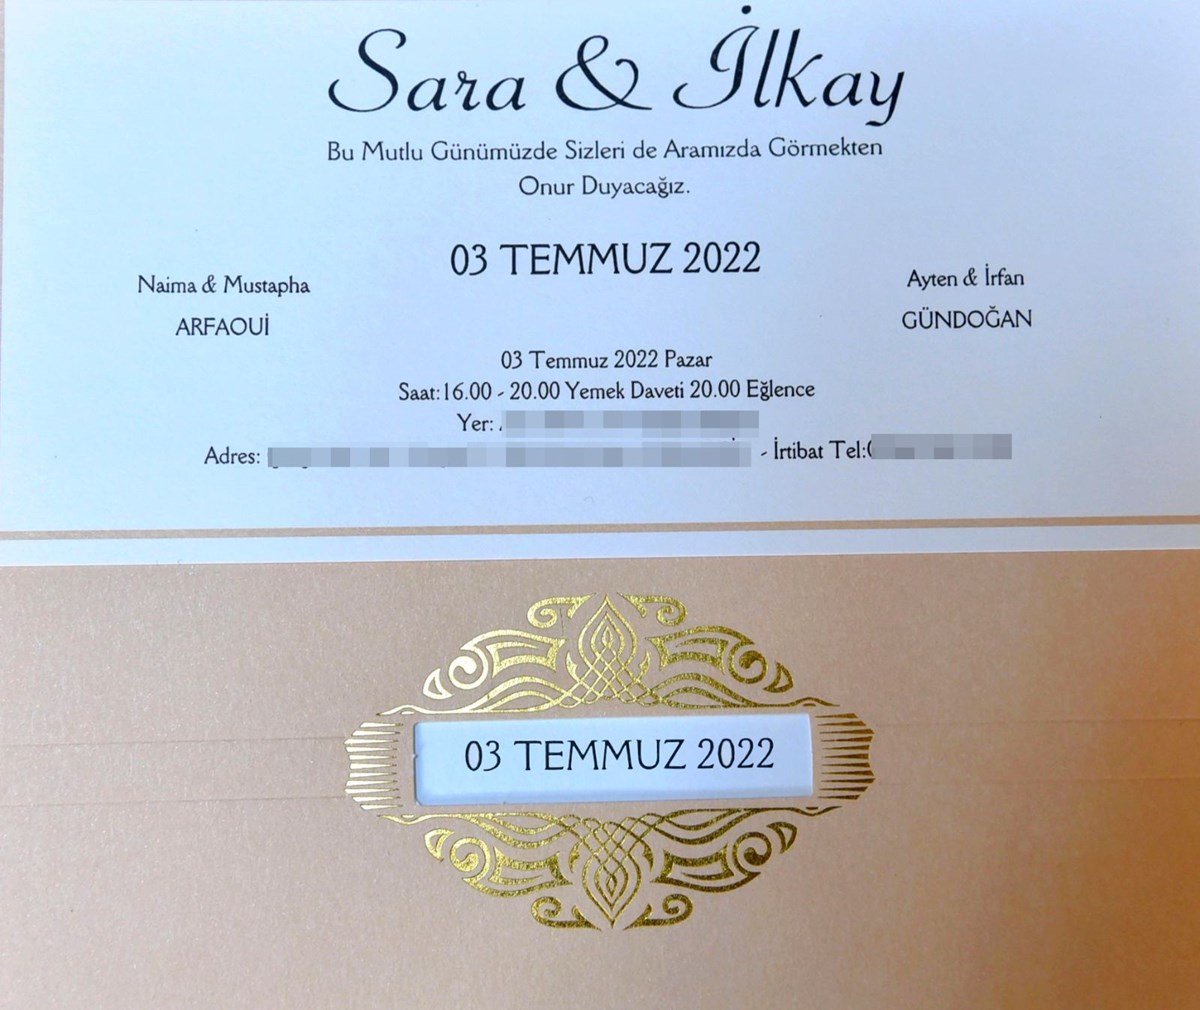 Sara & İlkay
Bu Mutlu Günümüzde Sizleri de Aramızda Görmekten
Onur Duyacağız.
03 TEMMUZ 2022
Naima & Mustapha
ARFAOUİ
Ayten & İrfan
GÜNDOĞAN
03 Temmuz 2022 Pazar
Saat:16.00 - 20.00 Yemek Daveti 20.00 Eğlence
Yer:
Adres: - İrtibat Tel:
03 TEMMUZ 2022